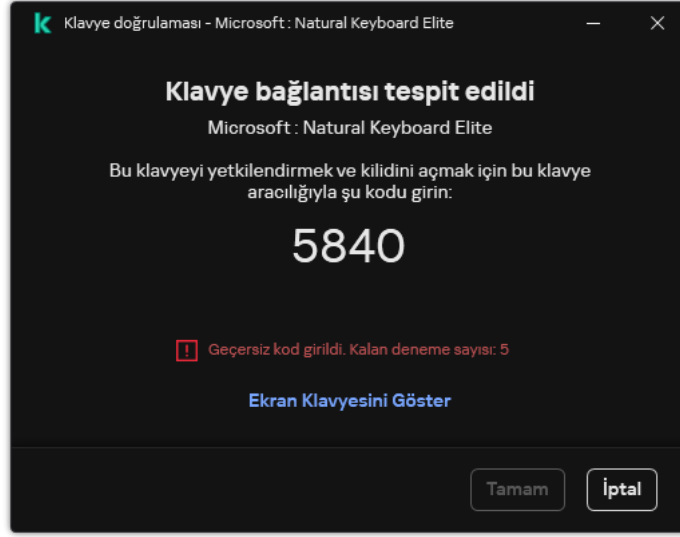 Klavye doğrulaması - Microsoft : Natural Keyboard Elite
Klavye bağlantısı tespit edildi
Microsoft : Natural Keyboard Elite
Bu klavyeyi yetkilendirmek ve kilidini açmak için bu klavye
aracılığıyla şu kodu girin:
5840
Geçersiz kod girildi. Kalan deneme sayısı: 5
Ekran Klavyesini Göster
Tamam
İptal